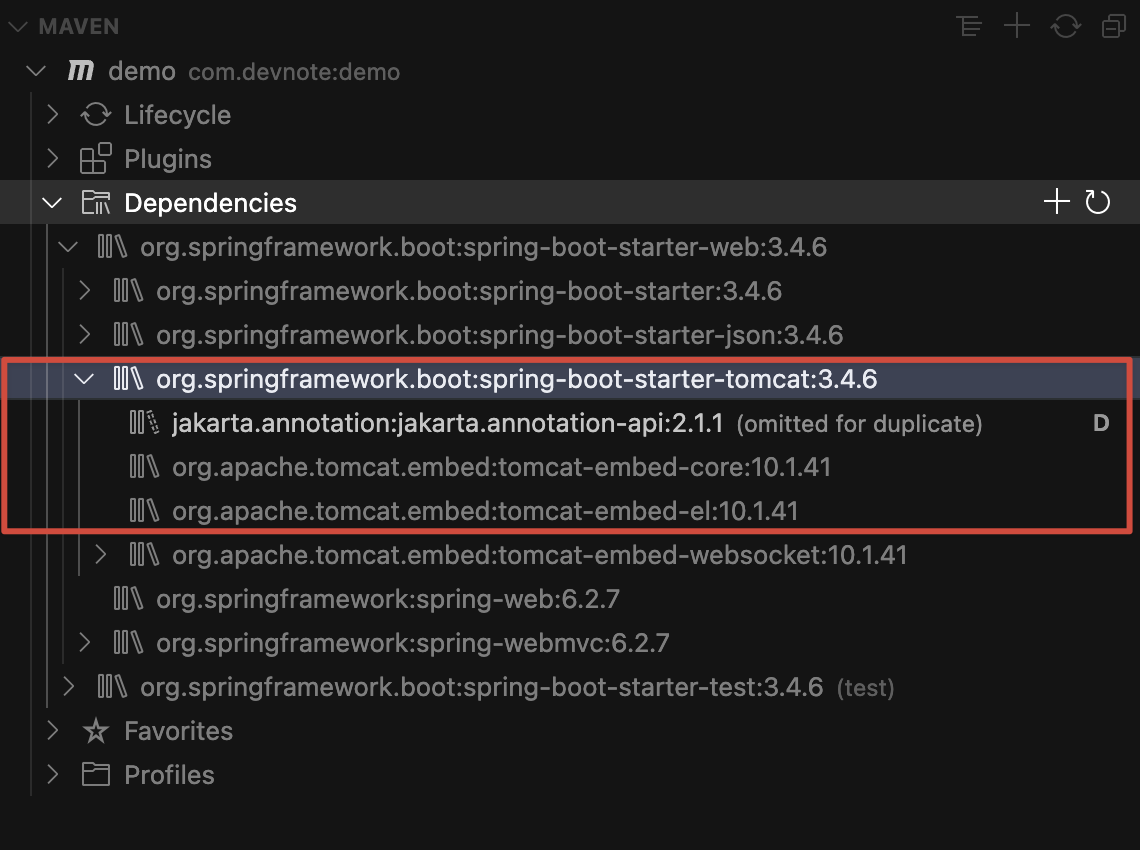 MAVEN
demo com.devnote:demo
Lifecycle
Plugins
Dependencies
org.springframework.boot:spring-boot-starter-web:3.4.6
org.springframework.boot:spring-boot-starter:3.4.6
org.springframework.boot:spring-boot-starter-json:3.4.6
org.springframework.boot:spring-boot-starter-tomcat:3.4.6
jakarta.annotation:jakarta.annotation-api:2.1.1 (omitted for duplicate) D
org.apache.tomcat.embed:tomcat-embed-core:10.1.41
org.apache.tomcat.embed:tomcat-embed-el:10.1.41
org.apache.tomcat.embed:tomcat-embed-websocket:10.1.41
org.springframework:spring-web:6.2.7
org.springframework:spring-webmvc:6.2.7
org.springframework.boot:spring-boot-starter-test:3.4.6 (test)
Favorites
Profiles